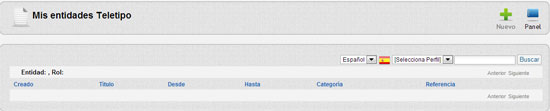 Mis entidades Teletipo
Nuevo Panel
Español [Selecciona Perfil] Buscar
Entidad: , Rol: Anterior Siguiente
Creado Título Desde Hasta Categoría Referencia
Anterior Siguiente